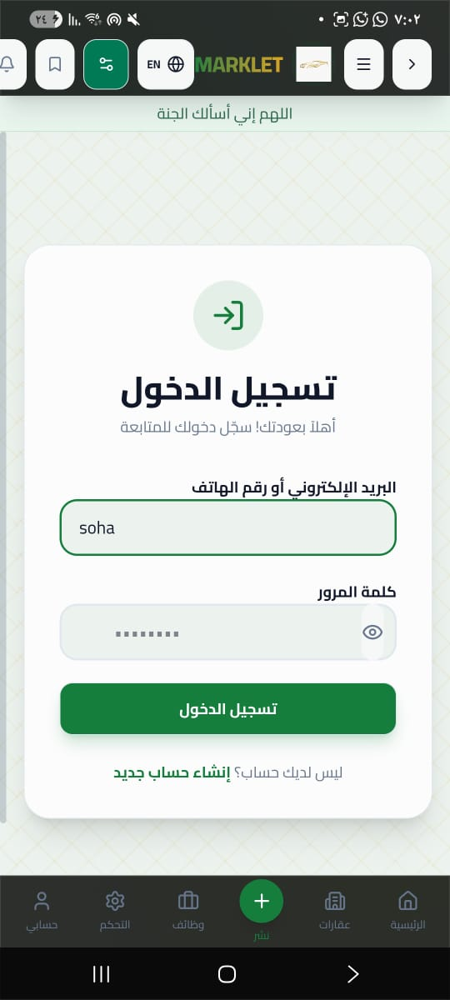 ٧:٠٢
٢٤
MARKLET
EN
اللهم إني أسألك الجنة
تسجيل الدخول
أهلاً بعودتك! سجّل دخولك للمتابعة
البريد الإلكتروني أو رقم الهاتف
soha
كلمة المرور
تسجيل الدخول
ليس لديك حساب؟ إنشاء حساب جديد
الرئيسية
عقارات
نشر
وظائف
التحكم
حسابي